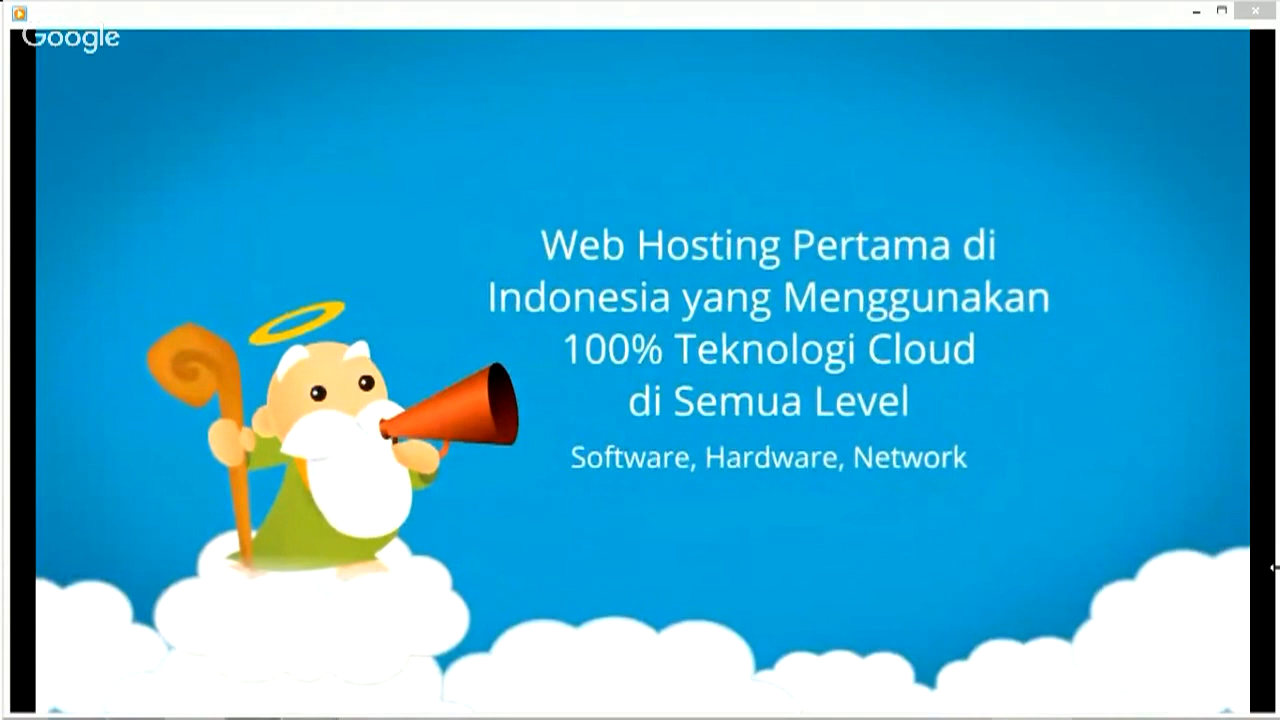 Google
Web Hosting Pertama di
Indonesia yang Menggunakan
100% Teknologi Cloud
di Semua Level
Software, Hardware, Network